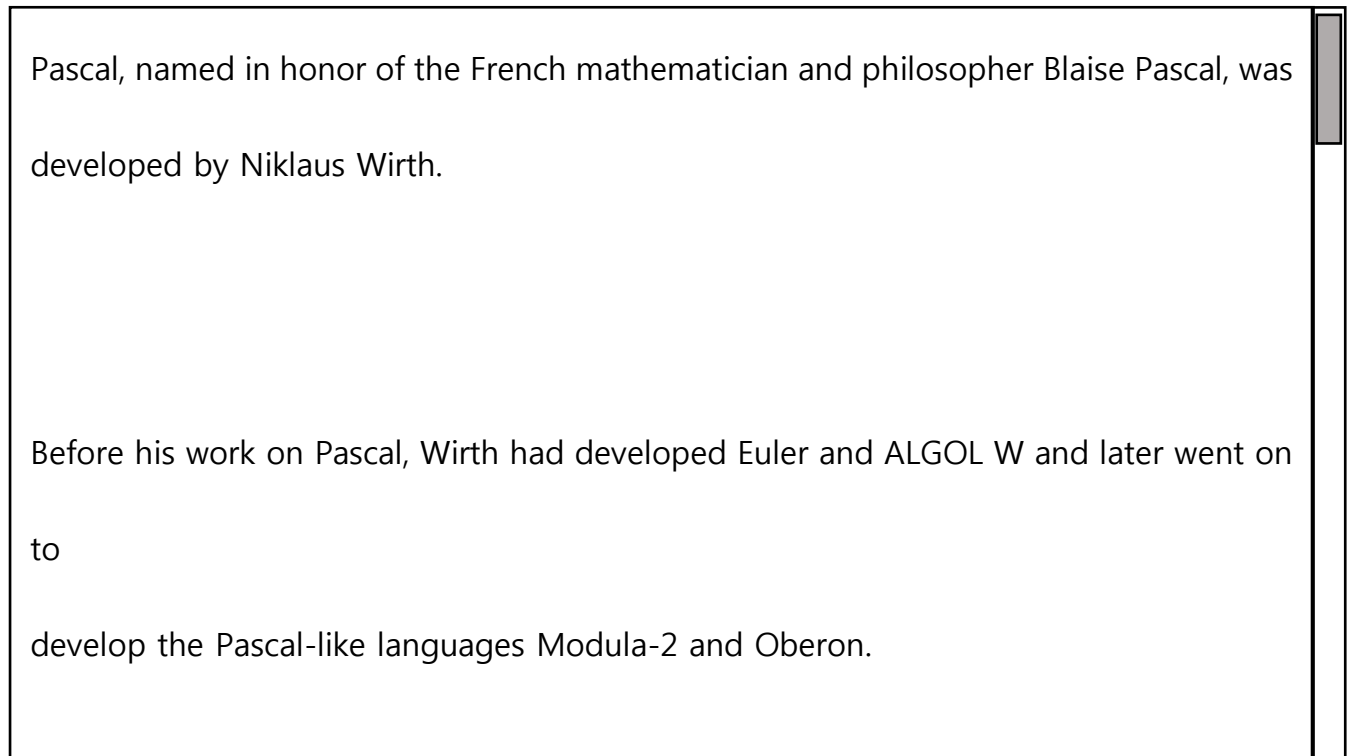 Pascal, named in honor of the French mathematician and philosopher Blaise Pascal, was
developed by Niklaus Wirth.
Before his work on Pascal, Wirth had developed Euler and ALGOL W and later went on
to
develop the Pascal-like languages Modula-2 and Oberon.